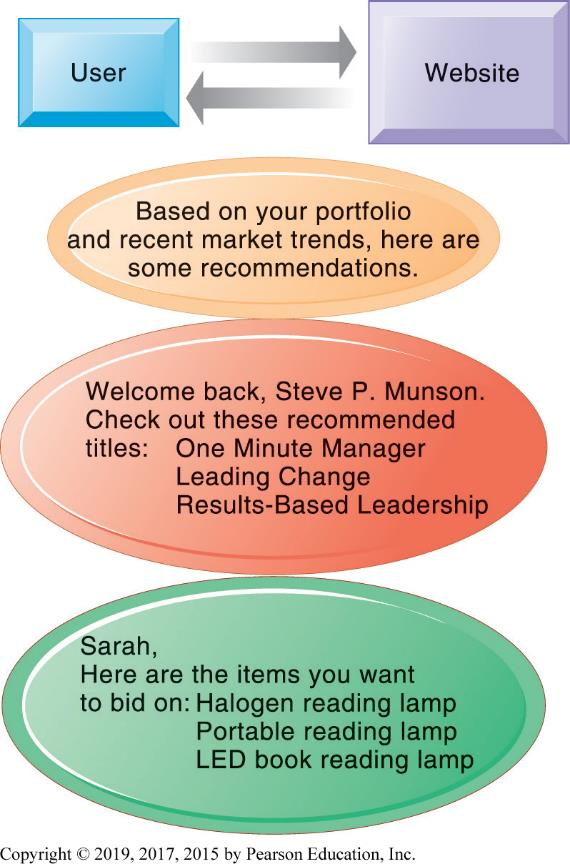 User
Website
Based on your portfolio
and recent market trends, here are
some recommendations.
Welcome back, Steve P. Munson.
Check out these recommended
titles: One Minute Manager
Leading Change
Results-Based Leadership
Sarah,
Here are the items you want
to bid on: Halogen reading lamp
Portable reading lamp
LED book reading lamp
Copyright © 2019, 2017, 2015 by Pearson Education, Inc.